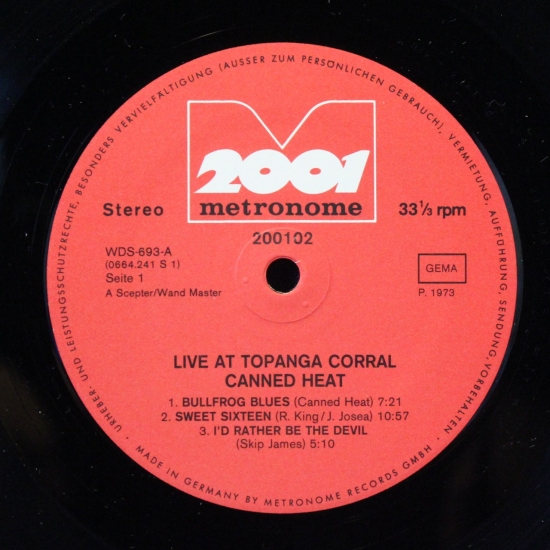 URHEBER- UND LEISTUNGSSCHUTZRECHTE, BESONDERS VERVIELFÄLTIGUNG (AUSSER ZUM PERSÖNLICHEN GEBRAUCH), VERMIETUNG, AUFFÜHRUNG, SENDUNG, VORBEHALTEN •
2001
metronome
Stereo
33 1/3 rpm
200102
WDS-693-A
(0664.241 S 1)
Seite 1
A Scepter/Wand Master
GEMA
P. 1973
LIVE AT TOPANGA CORRAL
CANNED HEAT
1. BULLFROG BLUES (Canned Heat) 7:21
2. SWEET SIXTEEN (R. King/J. Josea) 10:57
3. I'D RATHER BE THE DEVIL
(Skip James) 5:10
• MADE IN GERMANY BY METRONOME RECORDS GMBH •